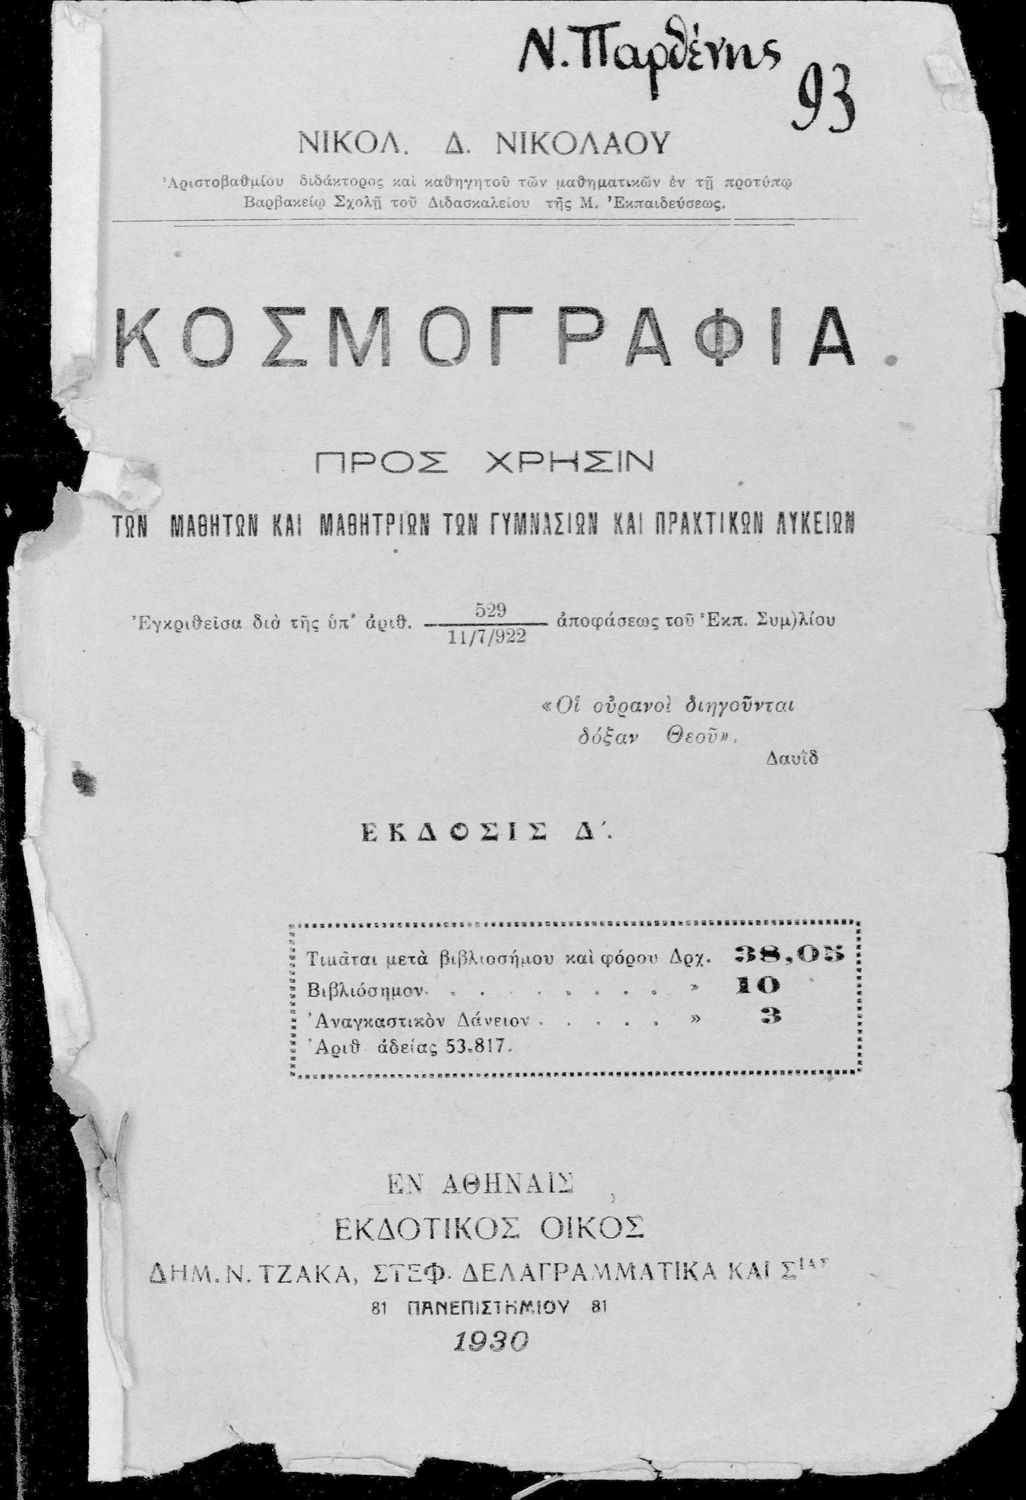 Ν. Παρθένης
93
ΝΙΚΟΛ. Δ. ΝΙΚΟΛΑΟΥ
Ἀριστοβαθμίου διδάκτορος καὶ καθηγητοῦ τῶν μαθηματικῶν ἐν τῇ προτύπῳ
Βαρβακείῳ Σχολῇ τοῦ Διδασκαλείου τῆς Μ. Ἐκπαιδεύσεως.
ΚΟΣΜΟΓΡΑΦΙΑ.
ΠΡΟΣ ΧΡΗΣΙΝ
ΤΩΝ ΜΑΘΗΤΩΝ ΚΑΙ ΜΑΘΗΤΡΙΩΝ ΤΩΝ ΓΥΜΝΑΣΙΩΝ ΚΑΙ ΠΡΑΚΤΙΚΩΝ ΛΥΚΕΙΩΝ
Ἐγκριθεῖσα διὰ τῆς ὑπ' ἀριθ. 529 / 11/7/922 ἀποφάσεως τοῦ Ἐκπ. Συμ)λίου
«Οἱ οὐρανοὶ διηγοῦνται
δόξαν Θεοῦ».
Δαυῒδ
ΕΚΔΟΣΙΣ Δ΄.
Τιμᾶται μετὰ βιβλιοσήμου καὶ φόρου Δρχ. 38,05
Βιβλιόσημον . . . . . . . . » 10
Ἀναγκαστικὸν Δάνειον . . . . . » 3
Ἀριθ ἀδείας 53.817.
ΕΝ ΑΘΗΝΑΙΣ
ΕΚΔΟΤΙΚΟΣ ΟΙΚΟΣ
ΔΗΜ. Ν. ΤΖΑΚΑ, ΣΤΕΦ. ΔΕΛΑΓΡΑΜΜΑΤΙΚΑ ΚΑΙ ΣΙΑΣ
81 ΠΑΝΕΠΙΣΤΗΜΙΟΥ 81
1930